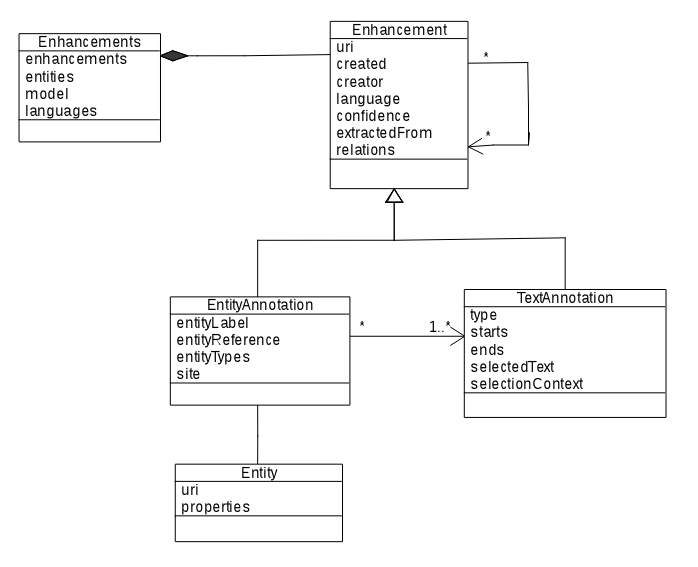 Enhancements
enhancements
entities
model
languages
Enhancement
uri
created
creator
language
confidence
extractedFrom
relations
*
*
EntityAnnotation
entityLabel
entityReference
entityTypes
site
*
1..*
TextAnnotation
type
starts
ends
selectedText
selectionContext
Entity
uri
properties